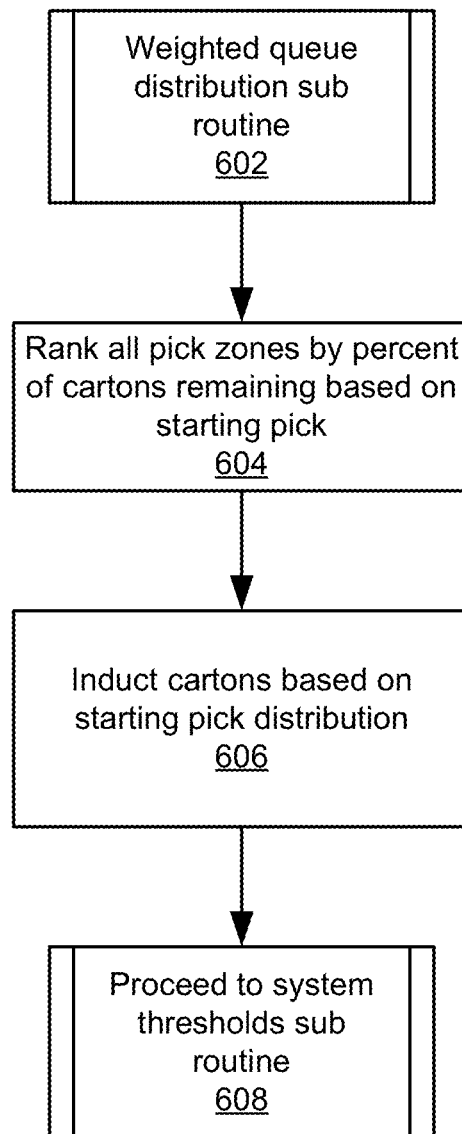 Weighted queue
distribution sub
routine
602
Rank all pick zones by percent
of cartons remaining based on
starting pick
604
Induct cartons based on
starting pick distribution
606
Proceed to system
thresholds sub
routine
608